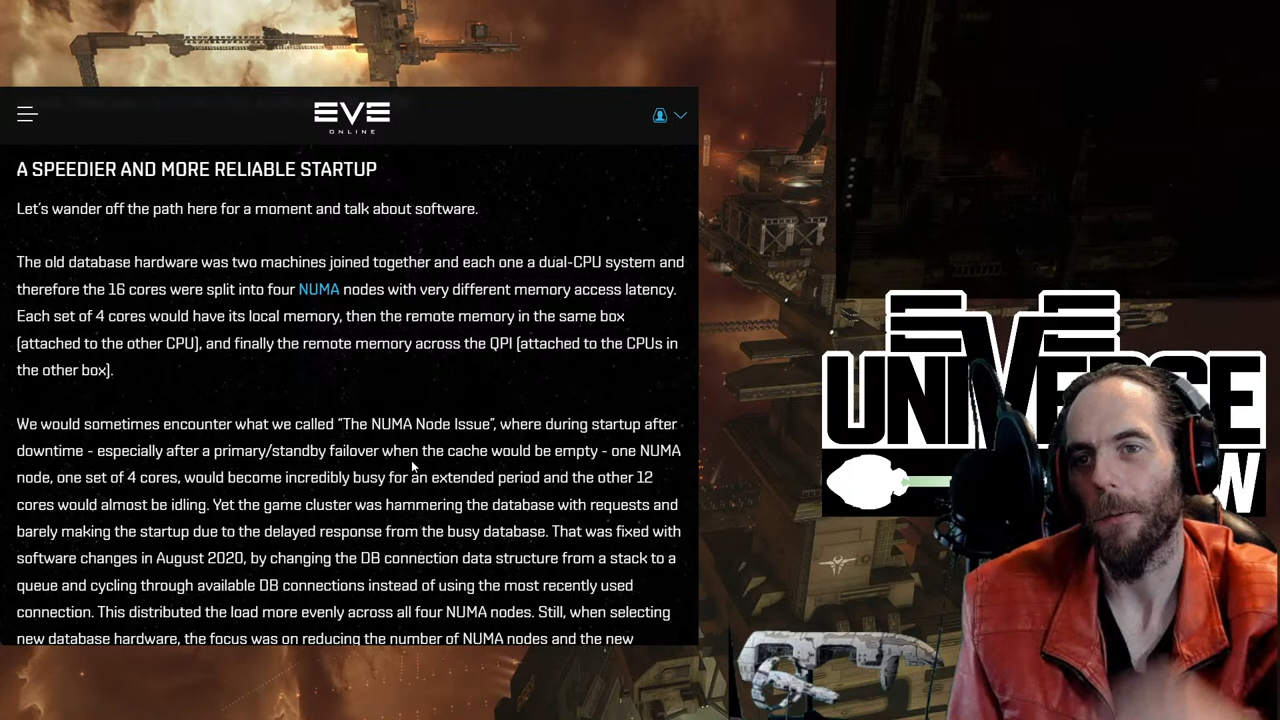 EVE
ONLINE
A SPEEDIER AND MORE RELIABLE STARTUP
Let's wander off the path here for a moment and talk about software.
The old database hardware was two machines joined together and each one a dual-CPU system and
therefore the 16 cores were split into four NUMA nodes with very different memory access latency.
Each set of 4 cores would have its local memory, then the remote memory in the same box
(attached to the other CPU), and finally the remote memory across the QPI (attached to the CPUs in
the other box).
We would sometimes encounter what we called “The NUMA Node Issue”, where during startup after
downtime - especially after a primary/standby failover when the cache would be empty - one NUMA
node, one set of 4 cores, would become incredibly busy for an extended period and the other 12
cores would almost be idling. Yet the game cluster was hammering the database with requests and
barely making the startup due to the delayed response from the busy database. That was fixed with
software changes in August 2020, by changing the DB connection data structure from a stack to a
queue and cycling through available DB connections instead of using the most recently used
connection. This distributed the load more evenly across all four NUMA nodes. Still, when selecting
new database hardware, the focus was on reducing the number of NUMA nodes and the new
EVE